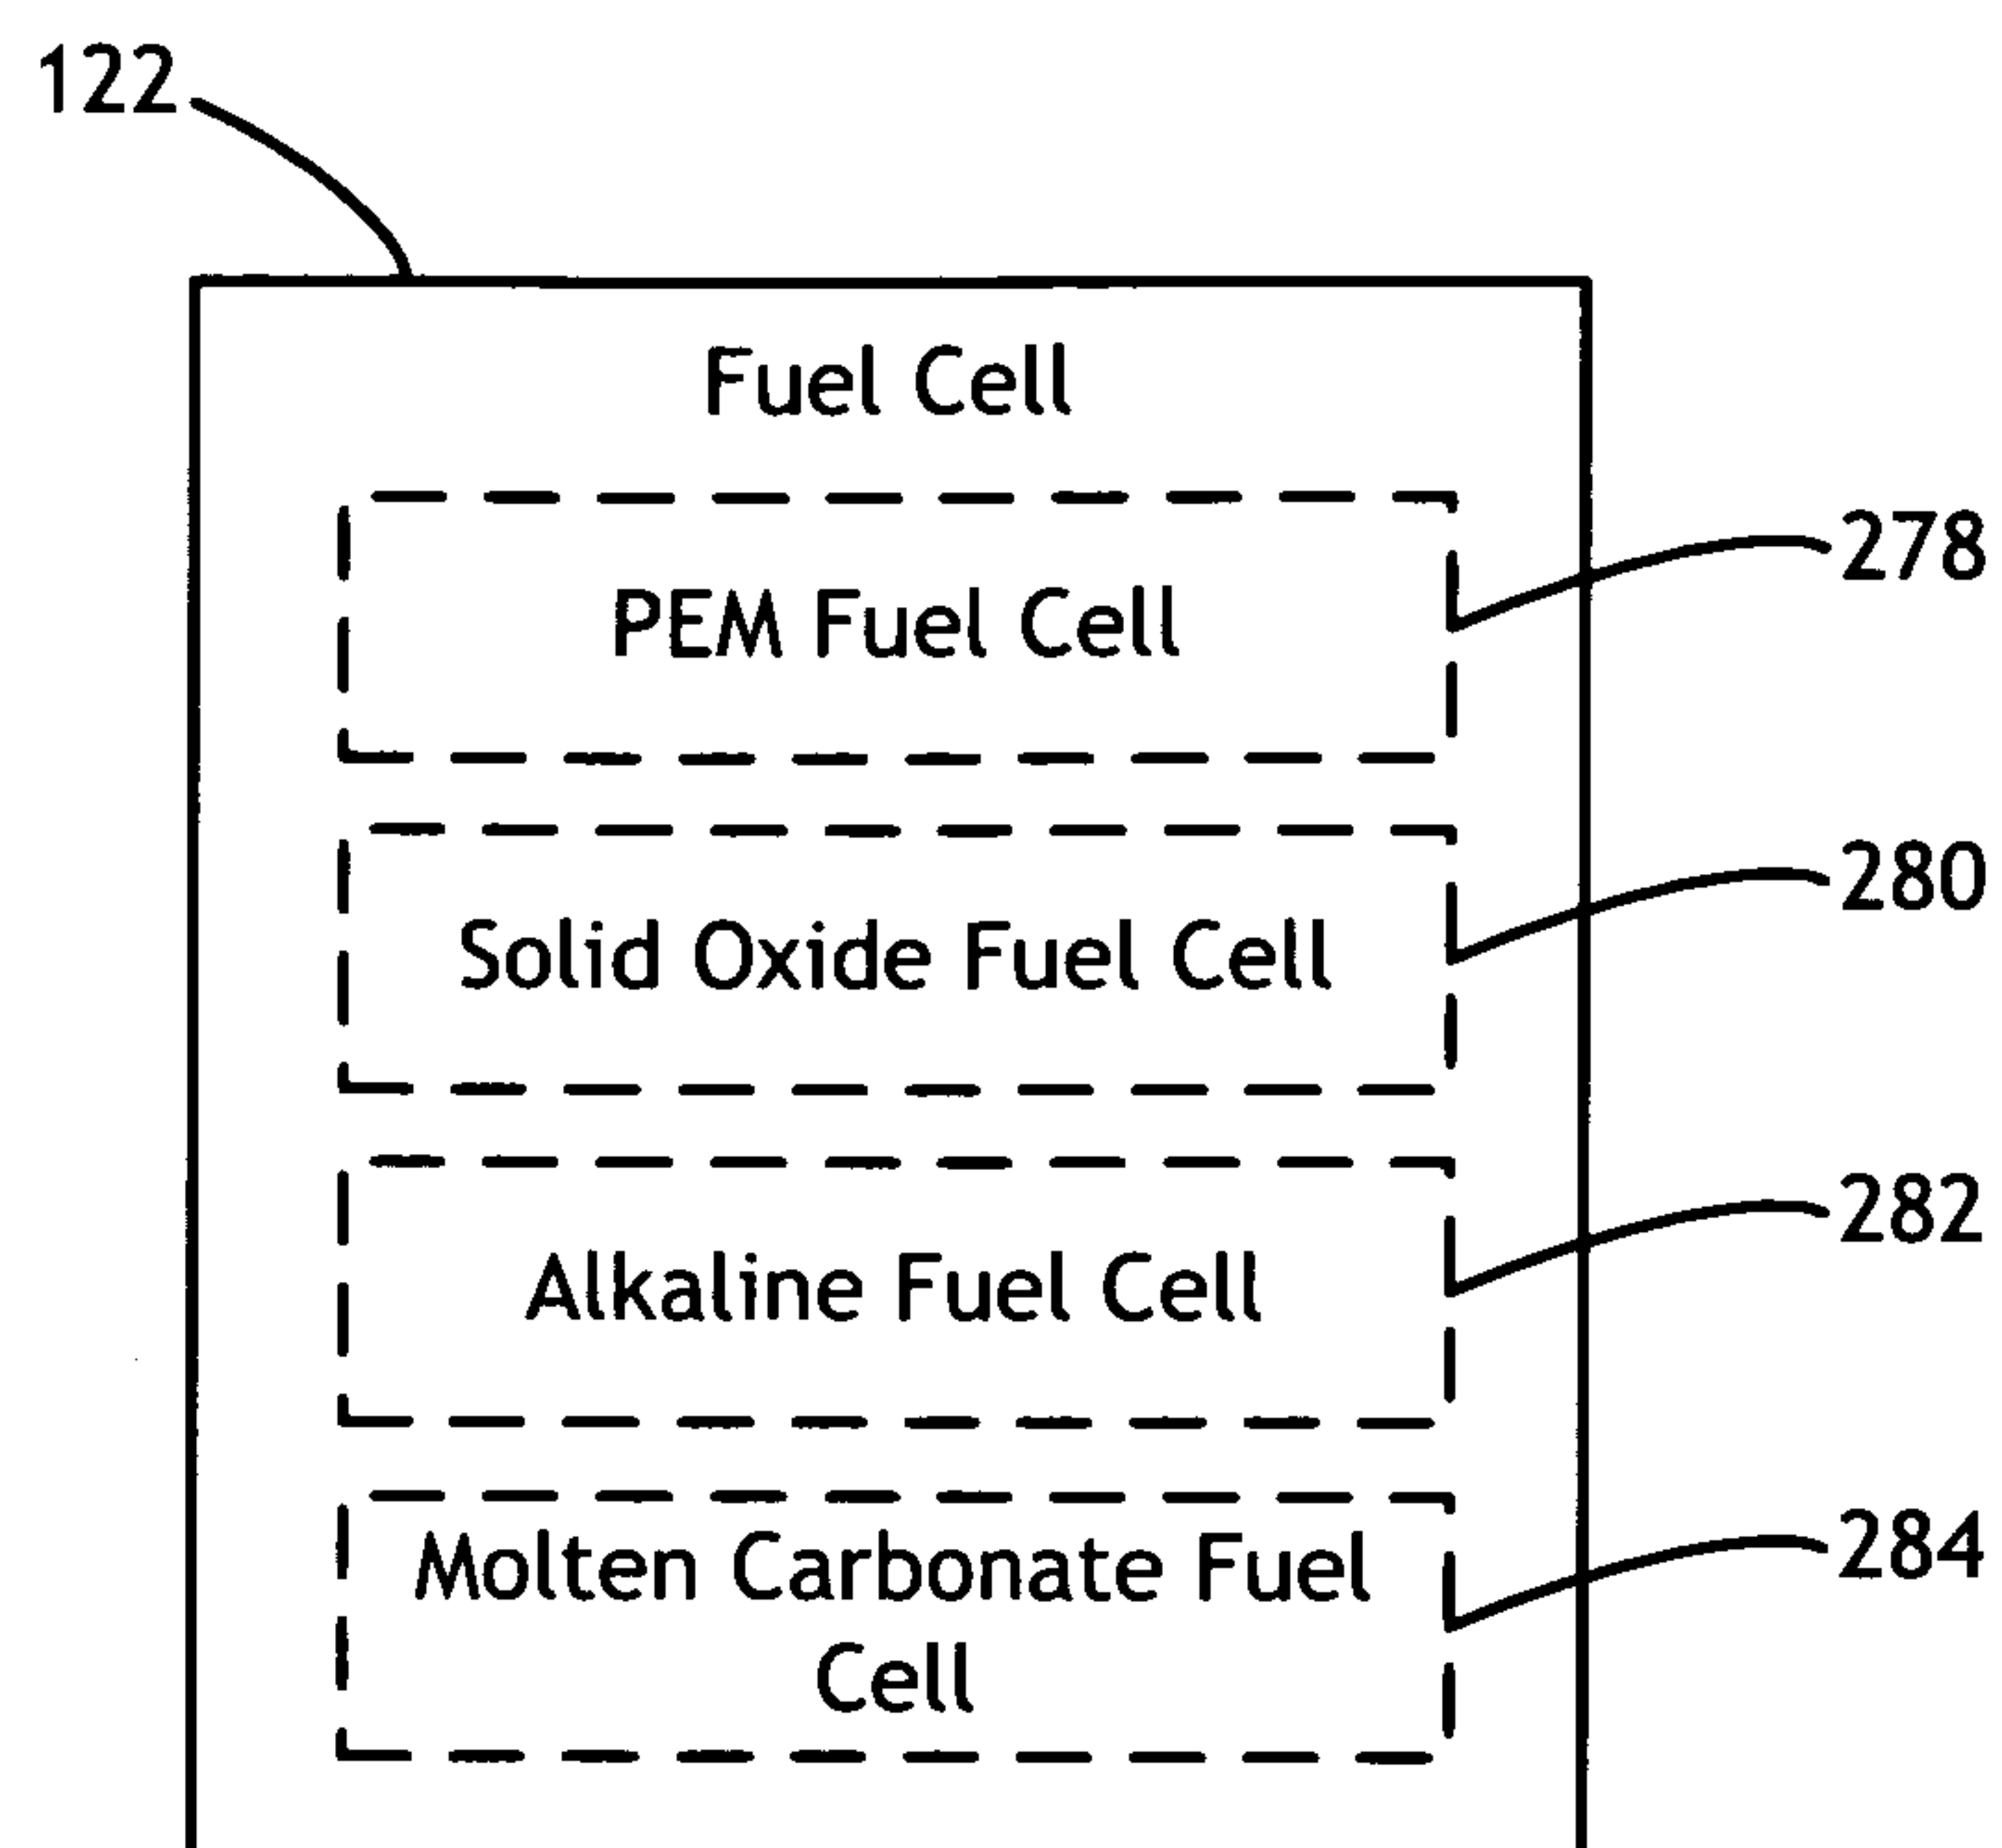 122
Fuel Cell
PEM Fuel Cell
278
Solid Oxide Fuel Cell
280
Alkaline Fuel Cell
282
Molten Carbonate Fuel
Cell
284